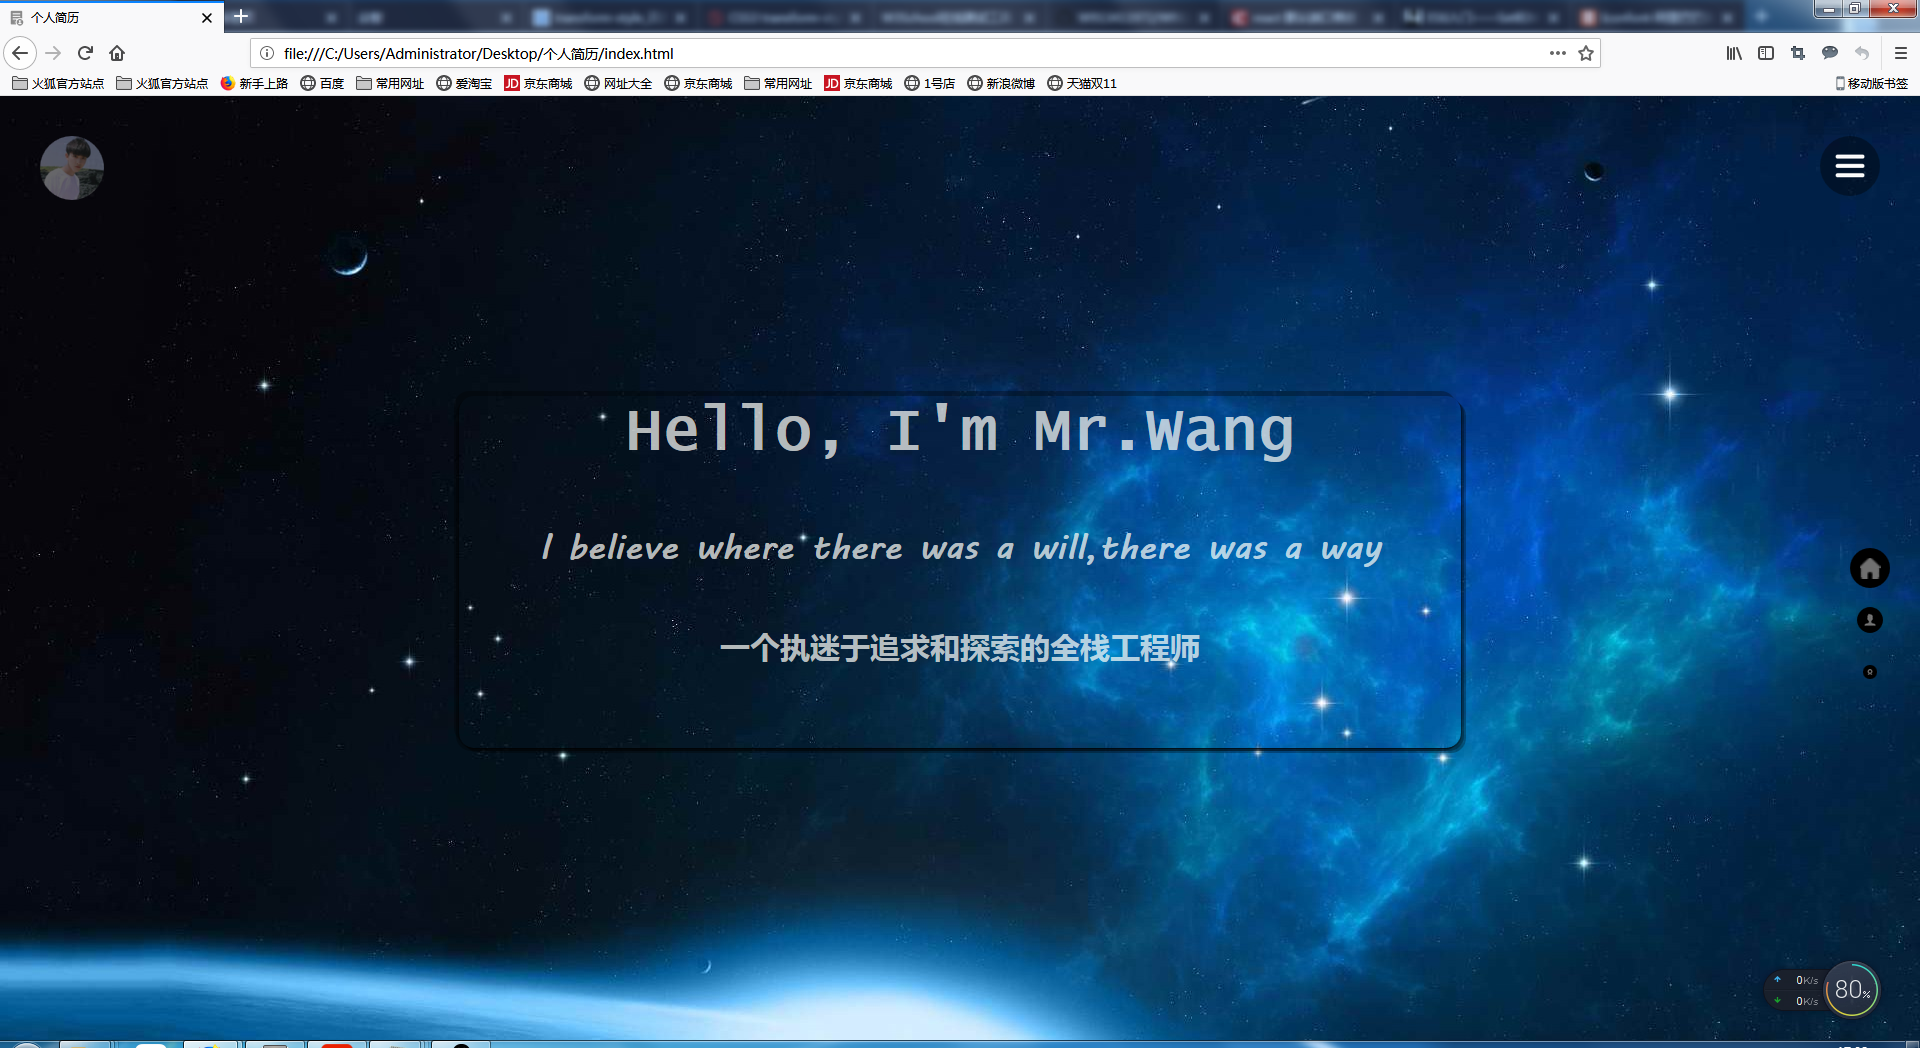 个人简历
file:///C:/Users/Administrator/Desktop/个人简历/index.html
火狐官方站点 火狐官方站点 新手上路 百度 常用网址 爱淘宝 JD 京东商城 网址大全 京东商城 常用网址 JD 京东商城 1号店 新浪微博 天猫双11 移动版书签
Hello, I'm Mr.Wang
I believe where there was a will,there was a way
一个执迷于追求和探索的全栈工程师
0K/s
0K/s
80%